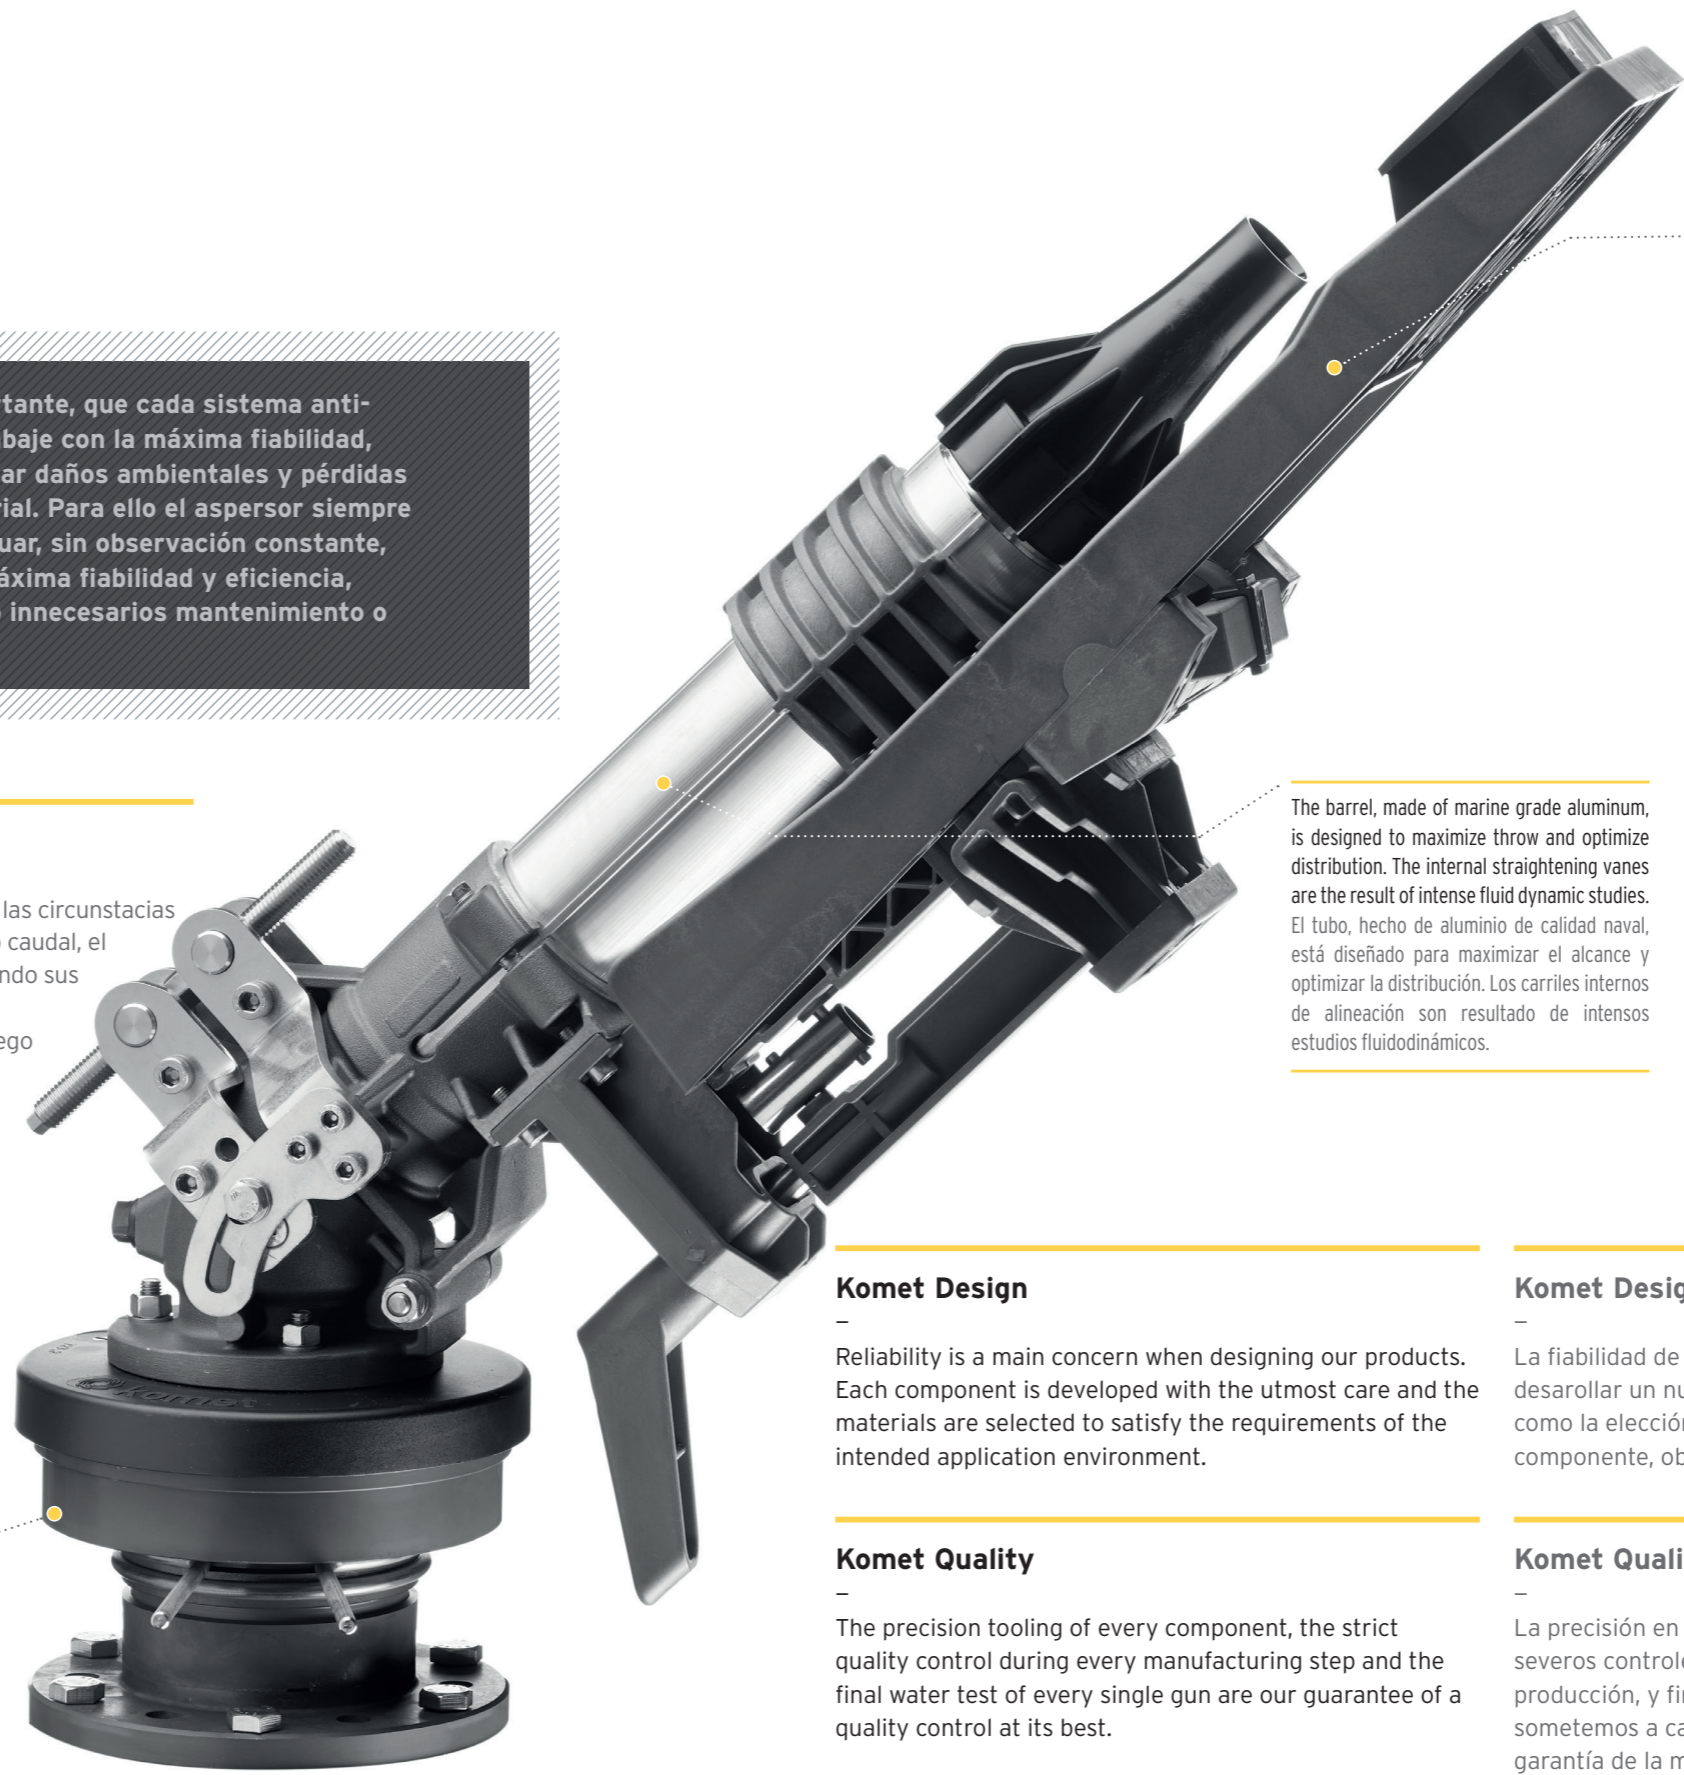 tante, que cada sistema anti-
baje con la máxima fiabilidad,
ar daños ambientales y pérdidas
ial. Para ello el aspersor siempre
uar, sin observación constante,
áxima fiabilidad y eficiencia,
innecesarios mantenimiento o
las circunstacias
caudal, el
ndo sus
ego
The barrel, made of marine grade aluminum,
is designed to maximize throw and optimize
distribution. The internal straightening vanes
are the result of intense fluid dynamic studies.
El tubo, hecho de aluminio de calidad naval,
está diseñado para maximizar el alcance y
optimizar la distribución. Los carriles internos
de alineación son resultado de intensos
estudios fluidodinámicos.
komet
Komet Design
–
Reliability is a main concern when designing our products.
Each component is developed with the utmost care and the
materials are selected to satisfy the requirements of the
intended application environment.
Komet Quality
–
The precision tooling of every component, the strict
quality control during every manufacturing step and the
final water test of every single gun are our guarantee of a
quality control at its best.
Komet Desig
–
La fiabilidad de
desarollar un nu
como la elección
componente, ob
Komet Quali
–
La precisión en
severos controle
producción, y fin
sometemos a ca
garantía de la m